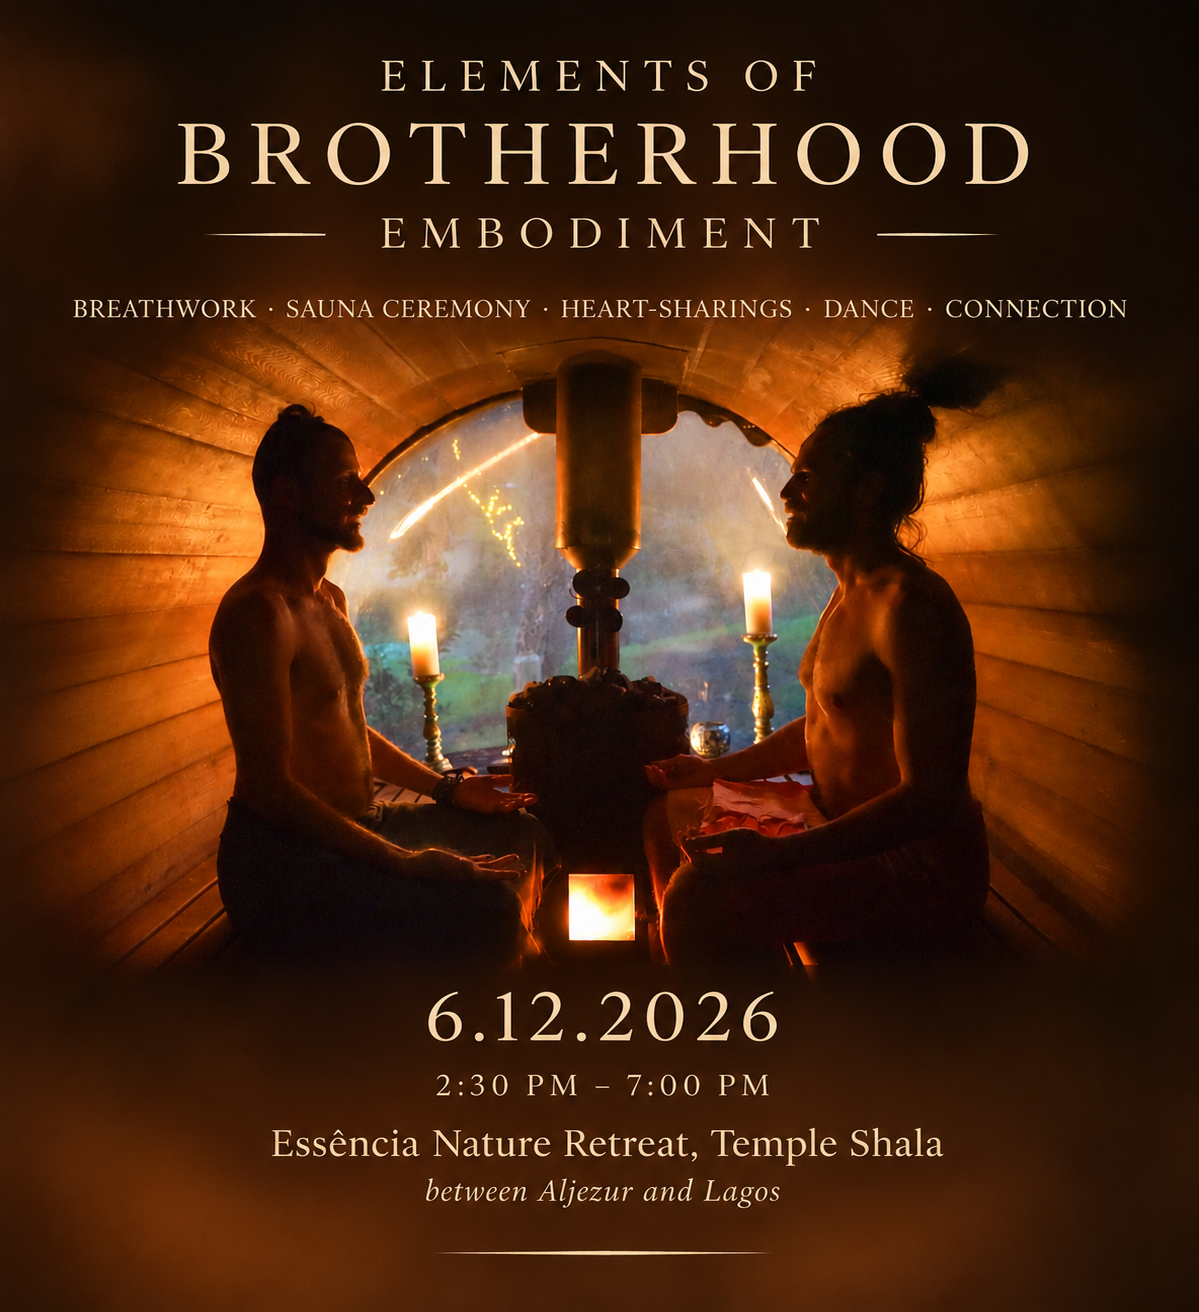 ELEMENTS OF
BROTHERHOOD
EMBODIMENT
BREATHWORK · SAUNA CEREMONY · HEART-SHARINGS · DANCE · CONNECTION
6.12.2026
2:30 PM – 7:00 PM
Essência Nature Retreat, Temple Shala
between Aljezur and Lagos